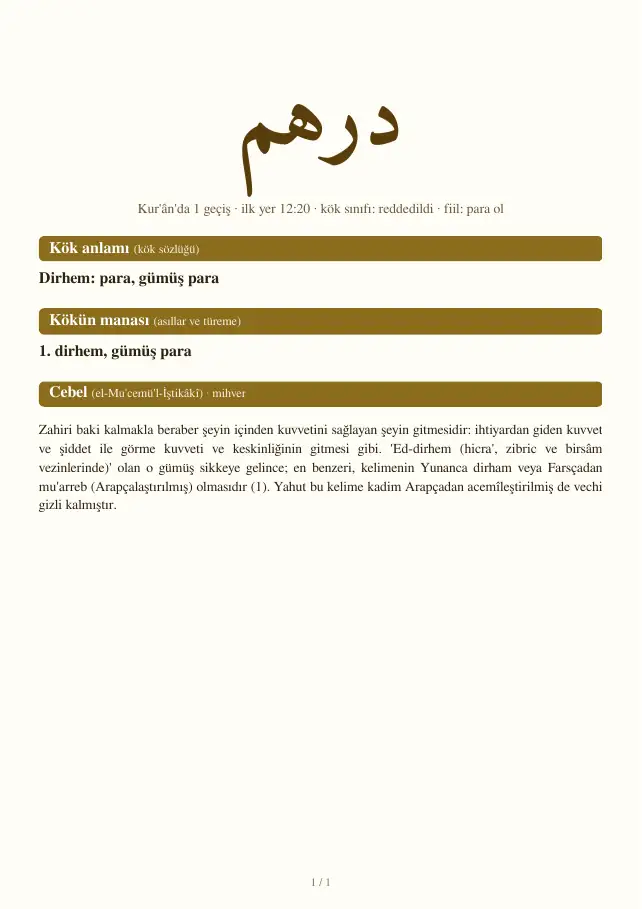 درهم
Kur'ân'da 1 geçiş · ilk yer 12:20 · kök sınıfı: reddedildi · fiil: para ol
Kök anlamı (kök sözlüğü)
Dirhem: para, gümüş para
Kökün manası (asıllar ve türeme)
1. dirhem, gümüş para
Cebel (el-Mu'cemü'l-İştikâkî) · mihver
Zahiri baki kalmakla beraber şeyin içinden kuvvetini sağlayan şeyin gitmesidir: ihtiyardan giden kuvvet
ve şiddet ile görme kuvveti ve keskinliğinin gitmesi gibi. 'Ed-dirhem (hicra', zibric ve birsâm
vezinlerinde)' olan o gümüş sikkeye gelince; en benzeri, kelimenin Yunanca dirham veya Farsçadan
mu'arreb (Arapçalaştırılmış) olmasıdır (1). Yahut bu kelime kadim Arapçadan acemîleştirilmiş de vechi
gizli kalmıştır.
1 / 1